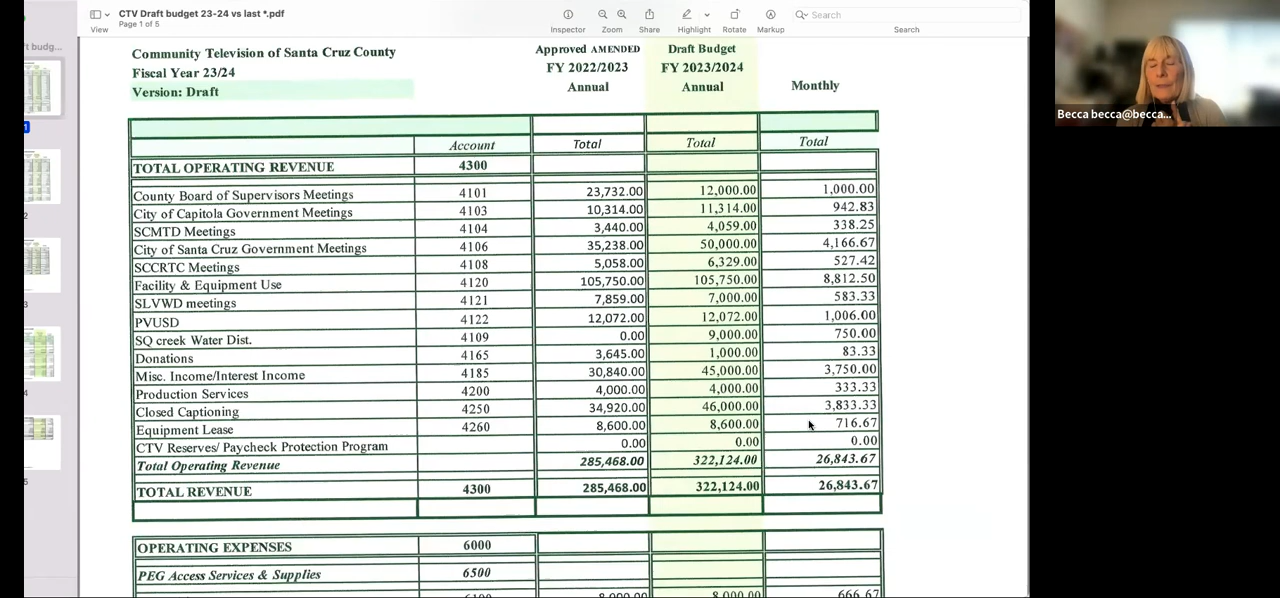 CTV Draft budget 23-24 vs last *.pdf
Page 1 of 5
View
Inspector Zoom Share Highlight Rotate Markup Search
Search
t budg...
1
2
3
4
5
Community Television of Santa Cruz County
Fiscal Year 23/24
Version: Draft
Approved AMENDED Draft Budget
FY 2022/2023 FY 2023/2024
Annual Annual Monthly
Account Total Total Total
TOTAL OPERATING REVENUE 4300
County Board of Supervisors Meetings 4101 23,732.00 12,000.00 1,000.00
City of Capitola Government Meetings 4103 10,314.00 11,314.00 942.83
SCMTD Meetings 4104 3,440.00 4,059.00 338.25
City of Santa Cruz Government Meetings 4106 35,238.00 50,000.00 4,166.67
SCCRTC Meetings 4108 5,058.00 6,329.00 527.42
Facility & Equipment Use 4120 105,750.00 105,750.00 8,812.50
SLVWD meetings 4121 7,859.00 7,000.00 583.33
PVUSD 4122 12,072.00 12,072.00 1,006.00
SQ creek Water Dist. 4109 0.00 9,000.00 750.00
Donations 4165 3,645.00 1,000.00 83.33
Misc. Income/Interest Income 4185 30,840.00 45,000.00 3,750.00
Production Services 4200 4,000.00 4,000.00 333.33
Closed Captioning 4250 34,920.00 46,000.00 3,833.33
Equipment Lease 4260 8,600.00 8,600.00 716.67
CTV Reserves/ Paycheck Protection Program 0.00 0.00 0.00
Total Operating Revenue 285,468.00 322,124.00 26,843.67
TOTAL REVENUE 4300 285,468.00 322,124.00 26,843.67
OPERATING EXPENSES 6000
PEG Access Services & Supplies 6500
8,000.00 8,000.00 666.67
Becca becca@becca...